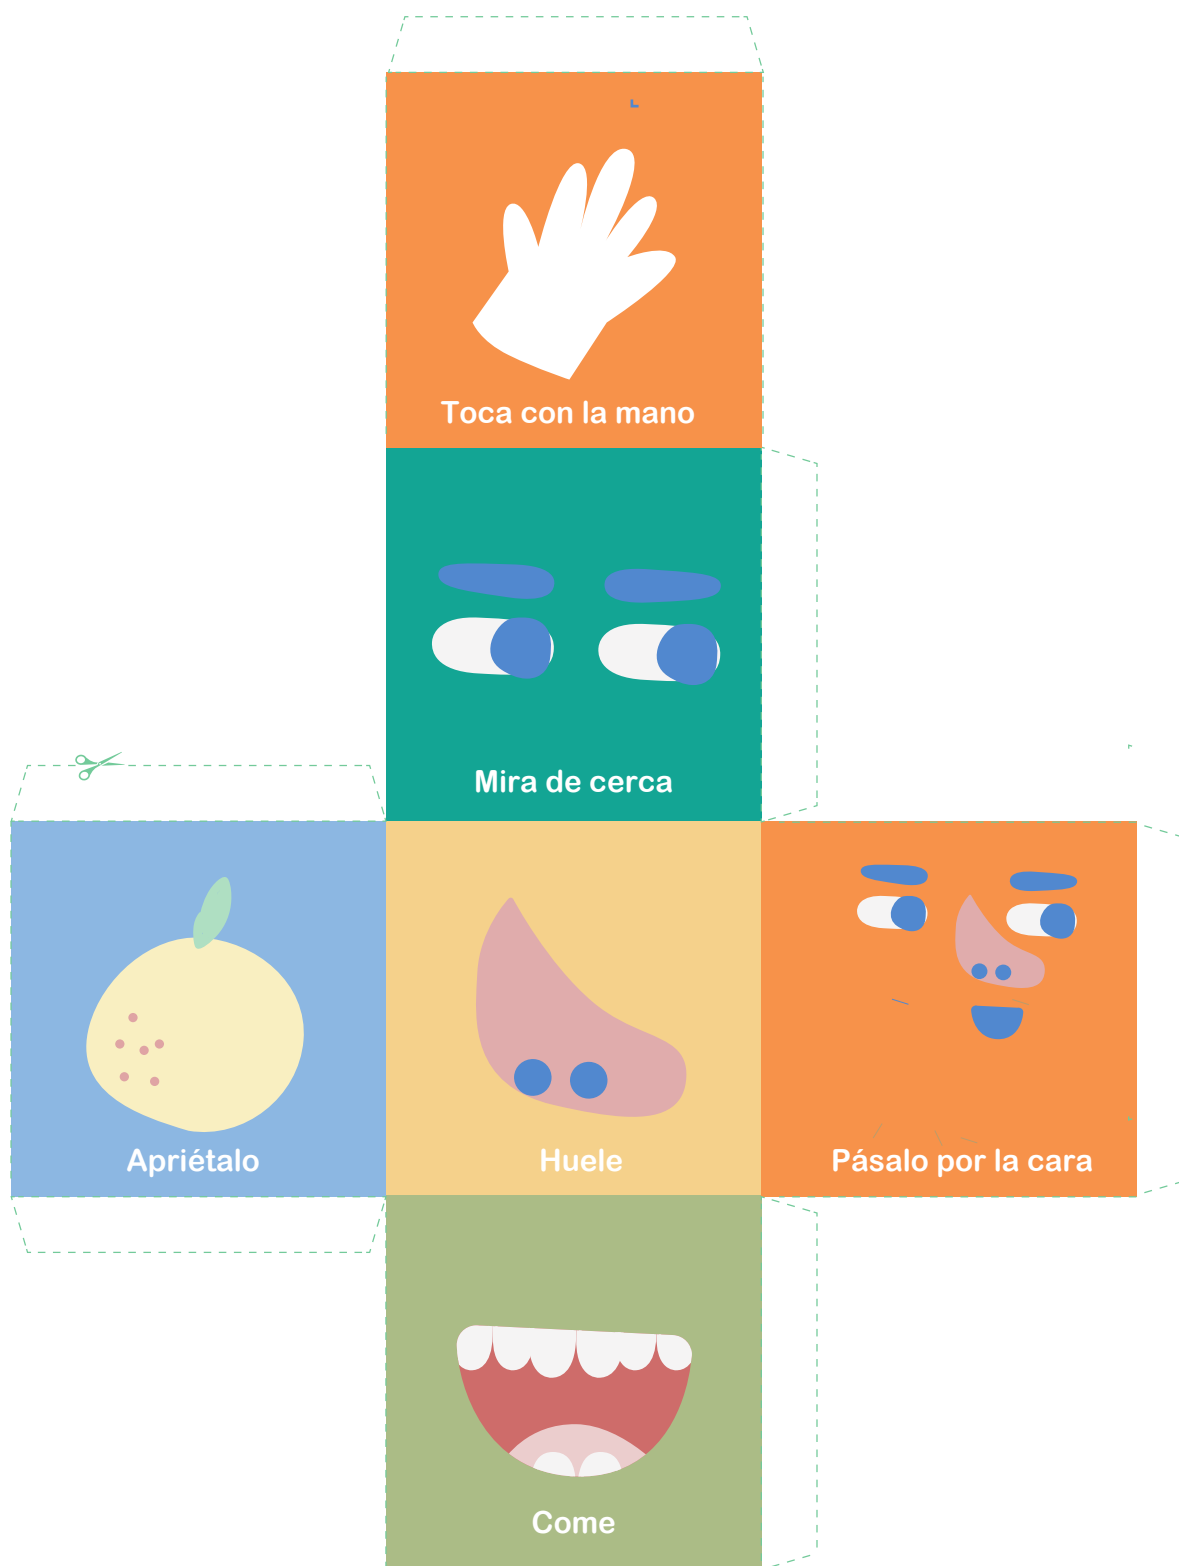 Toca con la mano
Mira de cerca
Apriétalo
Huele
Pásalo por la cara
Come